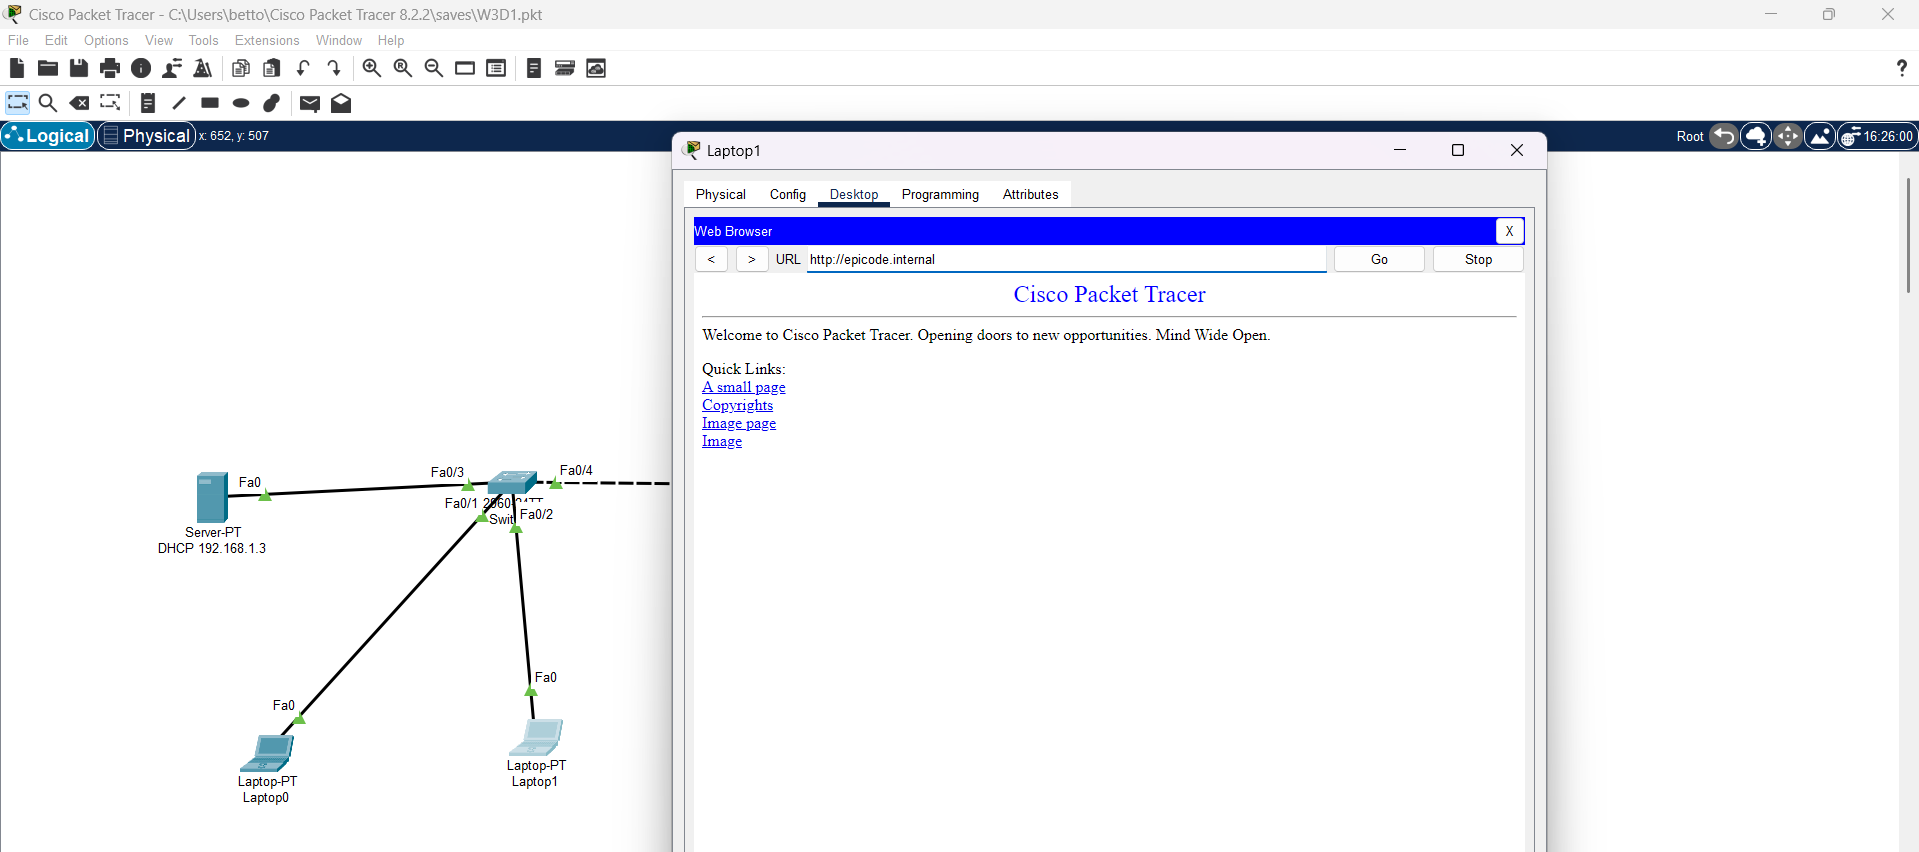 Cisco Packet Tracer - C:\Users\betto\Cisco Packet Tracer 8.2.2\saves\W3D1.pkt
File Edit Options View Tools Extensions Window Help
?
Logical Physical x: 652, y: 507 Root 16:26:00
Laptop1
Physical Config Desktop Programming Attributes
Web Browser X
< > URL http://epicode.internal Go Stop
Cisco Packet Tracer
Welcome to Cisco Packet Tracer. Opening doors to new opportunities. Mind Wide Open.
Quick Links:
A small page
Copyrights
Image page
Image
Fa0/3 Fa0/4
Fa0
Fa0/1 2960-24TT
Swit Fa0/2
Server-PT
DHCP 192.168.1.3
Fa0
Fa0
Laptop-PT
Laptop1
Laptop-PT
Laptop0